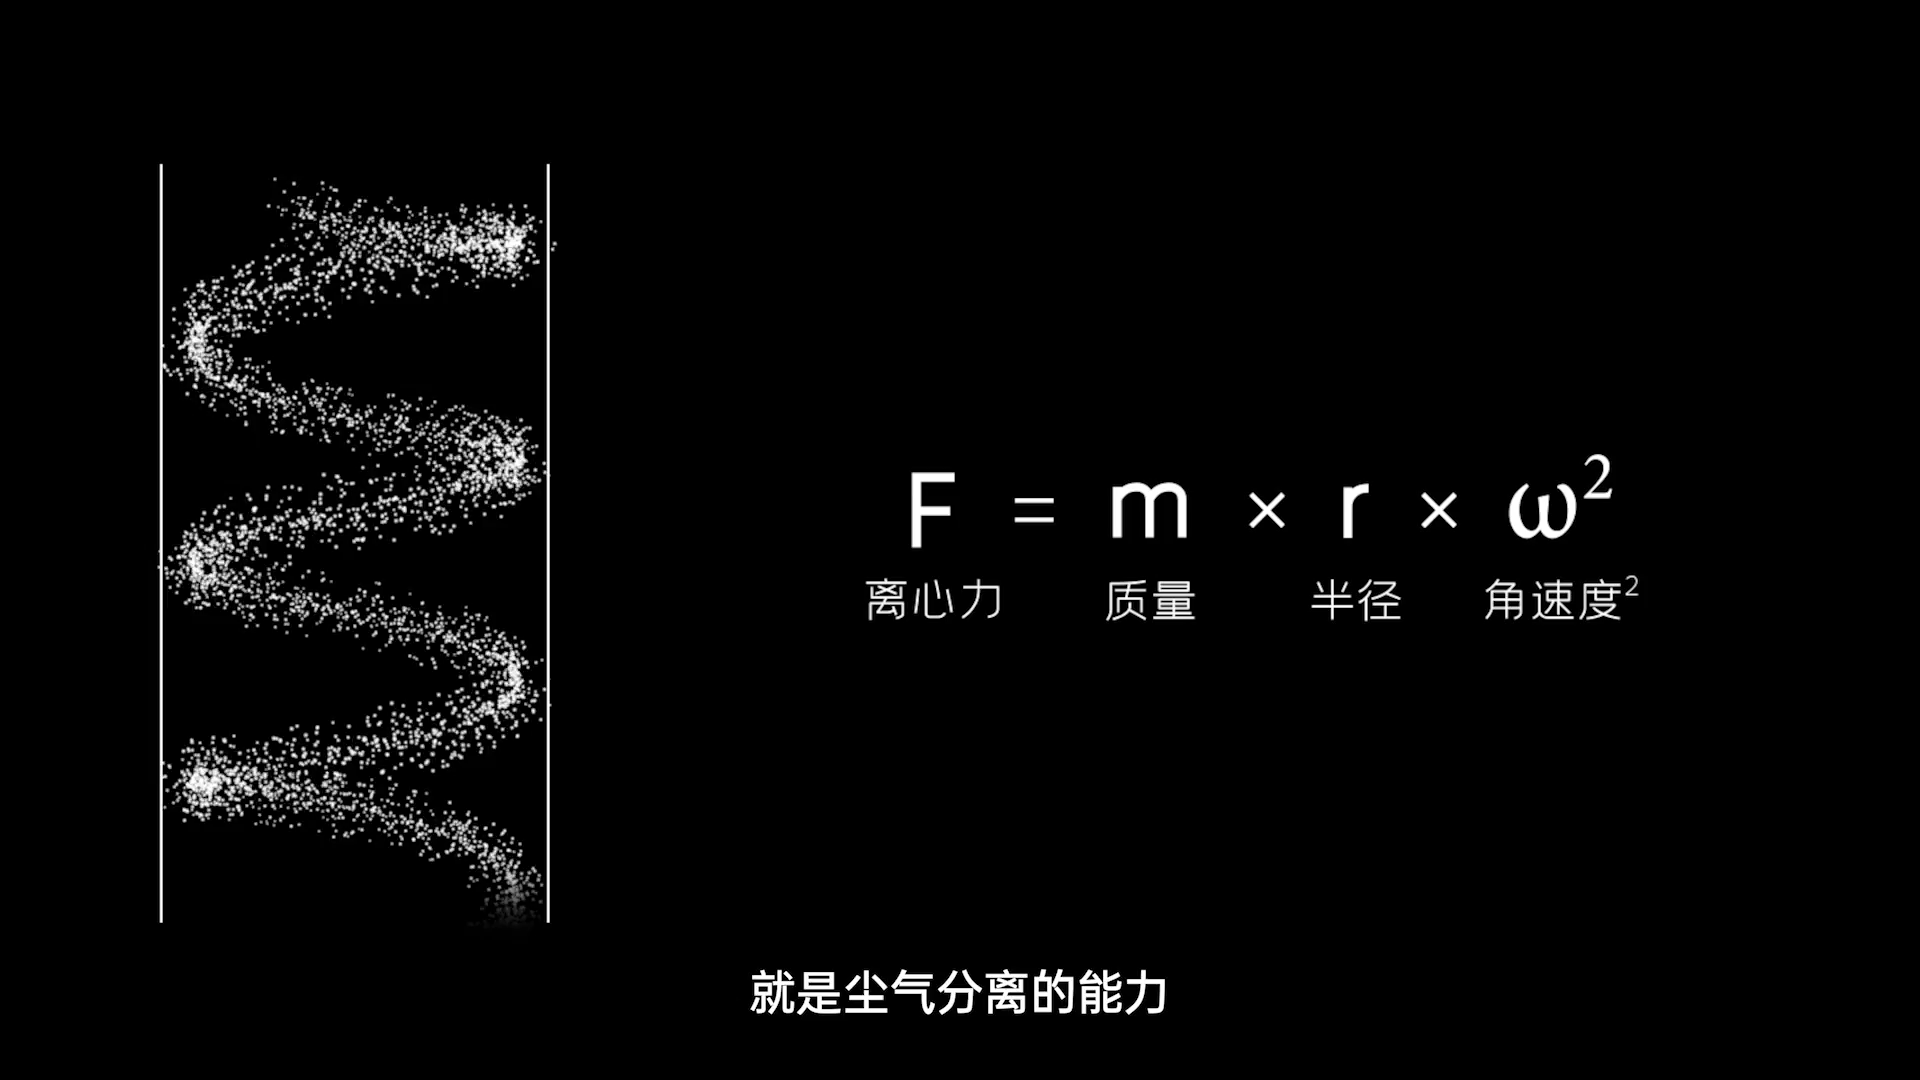 F = m × r × ω²
离心力 质量 半径 角速度²
就是尘气分离的能力